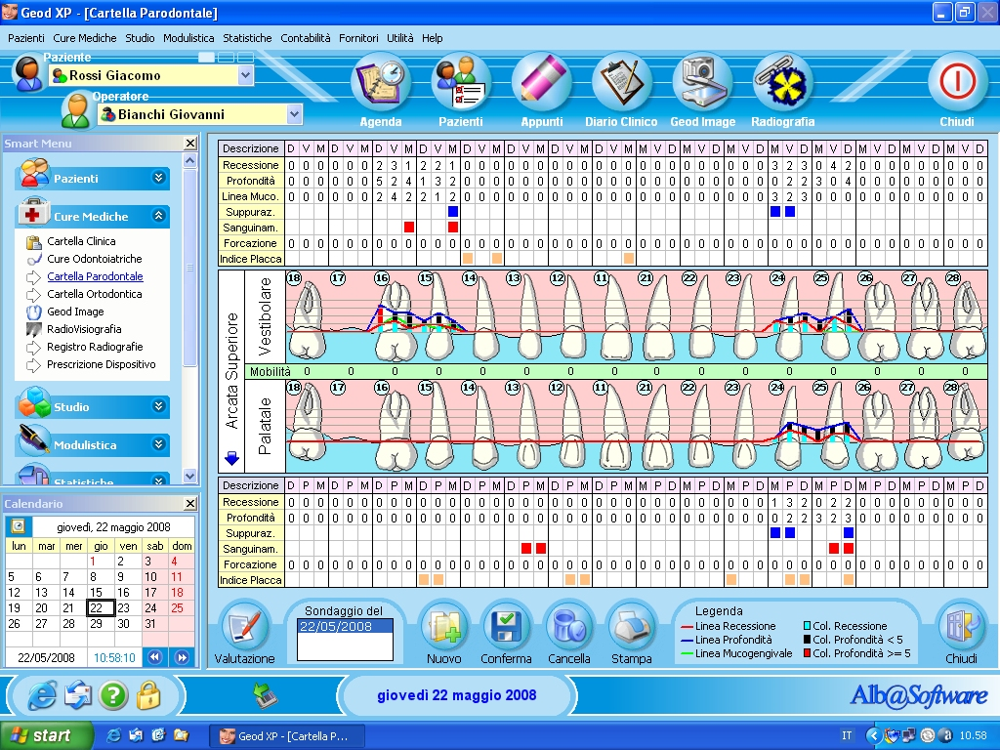 Geod XP - [Cartella Parodontale]
Pazienti Cure Mediche Studio Modulistica Statistiche Contabilità Fornitori Utilità Help
Paziente
Rossi Giacomo
Operatore
Bianchi Giovanni
Agenda Pazienti Appunti Diario Clinico Geod Image Radiografia Chiudi
Smart Menu
Pazienti
Cure Mediche
Cartella Clinica
Cure Odontoiatriche
Cartella Parodontale
Cartella Ortodontica
Geod Image
RadioVisiografia
Registro Radiografie
Prescrizione Dispositivo
Studio
Modulistica
Statistiche
Calendario
giovedì, 22 maggio 2008
lun mar mer gio ven sab dom
1 2 3 4
5 6 7 8 9 10 11
12 13 14 15 16 17 18
19 20 21 22 23 24 25
26 27 28 29 30 31
22/05/2008 10:58:10
Descrizione D V M D V M D V M D V M D V M D V M D V M D V M M V D M V D M V D M V D M V D M V D M V D M V D
Recessione 0 0 0 0 0 0 2 3 1 2 2 1 0 0 0 0 0 0 0 0 0 0 0 0 0 0 0 0 0 0 0 0 0 3 2 3 0 4 2 0 0 0 0 0 0 0 0 0
Profondità 0 0 0 0 0 0 5 2 4 1 3 2 0 0 0 0 0 0 0 0 0 0 0 0 0 0 0 0 0 0 0 0 0 0 2 2 3 0 4 0 0 0 0 0 0 0 0 0
Linea Muco. 0 0 0 0 0 0 2 4 2 2 1 2 0 0 0 0 0 0 0 0 0 0 0 0 0 0 0 0 0 0 0 0 0 3 2 3 0 0 0 0 0 0 0 0 0 0 0 0
Suppuraz.
Sanguinam.
Forcazione 0 0 0 0 0 0 0 0 0 0 0 0 0 0 0 0 0 0 0 0 0 0 0 0 0 0 0 0 0 0 0 0 0 0 0 0 0 0 0 0 0 0 0 0 0 0 0 0
Indice Placca
Arcata Superiore
Vestibolare
18 17 16 15 14 13 12 11 21 22 23 24 25 26 27 28
Mobilità 0 0 0 0 0 0 0 0 0 0 0 0 0 0 0 0
Palatale
18 17 16 15 14 13 12 11 21 22 23 24 25 26 27 28
Descrizione D P M D P M D P M D P M D P M D P M D P M D P M M P D M P D M P D M P D M P D M P D M P D M P D
Recessione 0 0 0 0 0 0 0 0 0 0 0 0 0 0 0 0 0 0 0 0 0 0 0 0 0 0 0 0 0 0 0 0 0 1 3 2 0 2 2 0 0 0 0 0 0 0 0 0
Profondità 0 0 0 0 0 0 0 0 0 0 0 0 0 0 0 0 0 0 0 0 0 0 0 0 0 0 0 0 0 0 0 0 0 0 2 2 2 2 3 0 0 0 0 0 0 0 0 0
Suppuraz.
Sanguinam.
Forcazione 0 0 0 0 0 0 0 0 0 0 0 0 0 0 0 0 0 0 0 0 0 0 0 0 0 0 0 0 0 0 0 0 0 0 0 0 0 0 0 0 0 0 0 0 0 0 0 0
Indice Placca
Valutazione
Sondaggio del
22/05/2008
Nuovo Conferma Cancella Stampa
Legenda
Linea Recessione Col. Recessione
Linea Profondità Col. Profondità < 5
Linea Mucogengivale Col. Profondità >= 5
Chiudi
giovedì 22 maggio 2008
Alb@Software
start Geod XP - [Cartella P... IT 10.58